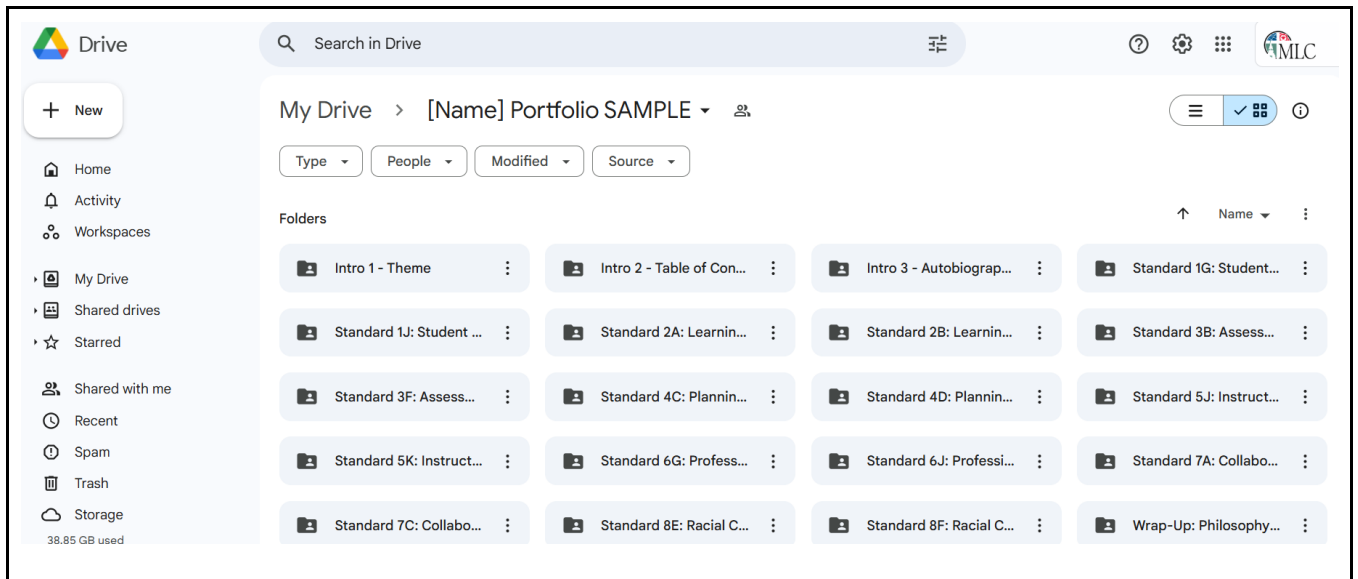 Drive
Search in Drive
AMLC
New
My Drive > [Name] Portfolio SAMPLE
Type
People
Modified
Source
Home
Activity
Workspaces
My Drive
Shared drives
Starred
Shared with me
Recent
Spam
Trash
Storage
38.85 GB used
Folders
Name
Intro 1 - Theme
Intro 2 - Table of Con...
Intro 3 - Autobiograp...
Standard 1G: Student...
Standard 1J: Student ...
Standard 2A: Learnin...
Standard 2B: Learnin...
Standard 3B: Assess...
Standard 3F: Assess...
Standard 4C: Plannin...
Standard 4D: Plannin...
Standard 5J: Instruct...
Standard 5K: Instruct...
Standard 6G: Profess...
Standard 6J: Professi...
Standard 7A: Collabo...
Standard 7C: Collabo...
Standard 8E: Racial C...
Standard 8F: Racial C...
Wrap-Up: Philosophy...